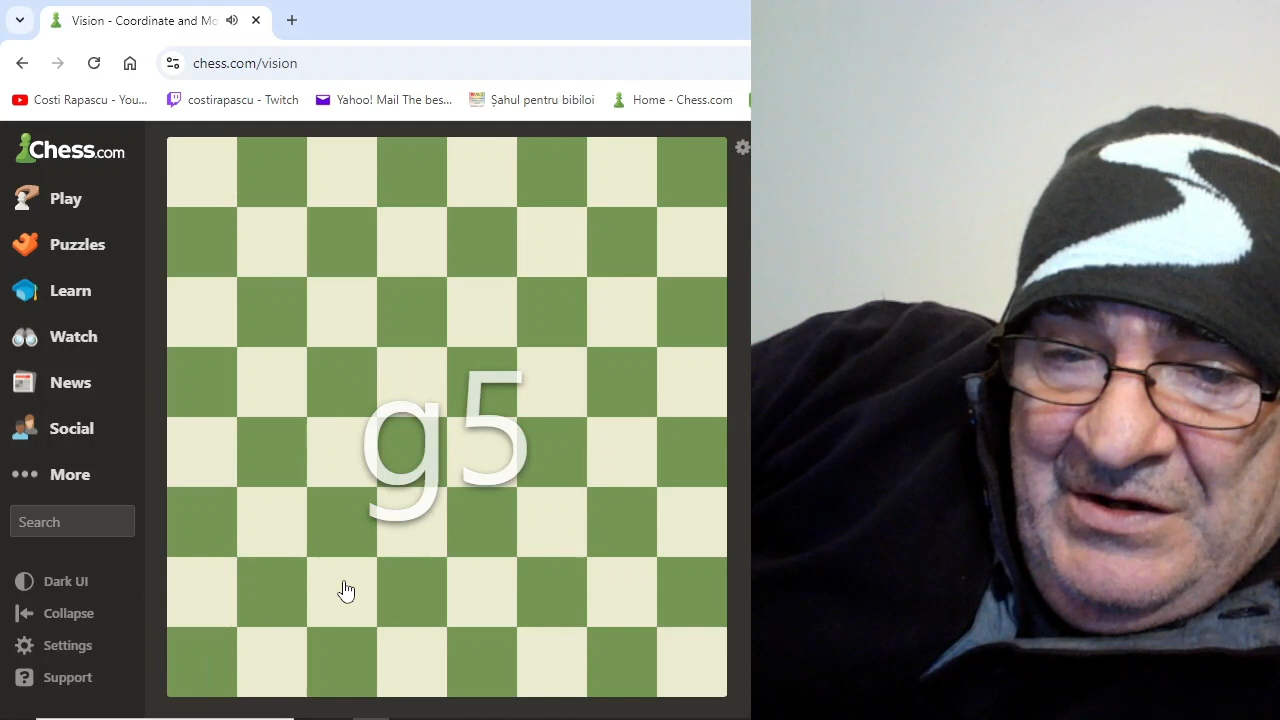 Vision - Coordinate and Mo
chess.com/vision
Costi Rapascu - You...
costirapascu - Twitch
Yahoo! Mail The bes...
Șahul pentru bibiloi
Home - Chess.com
Chess.com
Play
Puzzles
Learn
Watch
News
Social
More
Search
Dark UI
Collapse
Settings
Support
g5